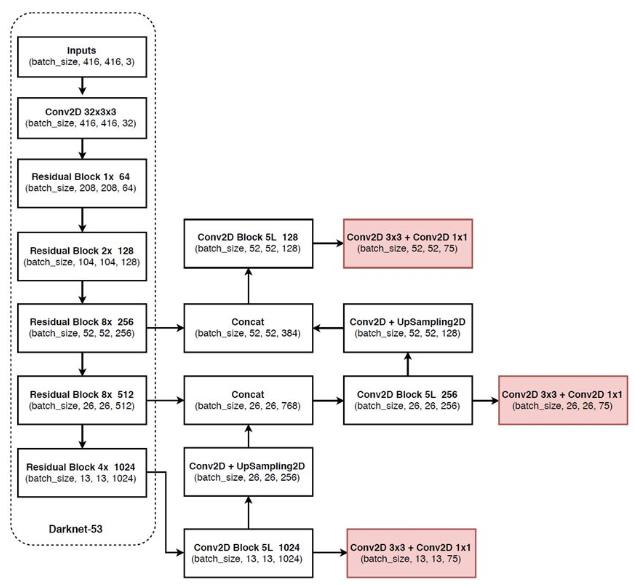 Inputs
(batch_size, 416, 416, 3)
Conv2D 32x3x3
(batch_size, 416, 416, 32)
Residual Block 1x 64
(batch_size, 208, 208, 64)
Residual Block 2x 128
(batch_size, 104, 104, 128)
Conv2D Block 5L 128
(batch_size, 52, 52, 128)
Conv2D 3x3 + Conv2D 1x1
(batch_size, 52, 52, 75)
Residual Block 8x 256
(batch_size, 52, 52, 256)
Concat
(batch_size, 52, 52, 384)
Conv2D + UpSampling2D
(batch_size, 52, 52, 128)
Residual Block 8x 512
(batch_size, 26, 26, 512)
Concat
(batch_size, 26, 26, 768)
Conv2D Block 5L 256
(batch_size, 26, 26, 256)
Conv2D 3x3 + Conv2D 1x1
(batch_size, 26, 26, 75)
Residual Block 4x 1024
(batch_size, 13, 13, 1024)
Conv2D + UpSampling2D
(batch_size, 26, 26, 256)
Darknet-53
Conv2D Block 5L 1024
(batch_size, 13, 13, 1024)
Conv2D 3x3 + Conv2D 1x1
(batch_size, 13, 13, 75)